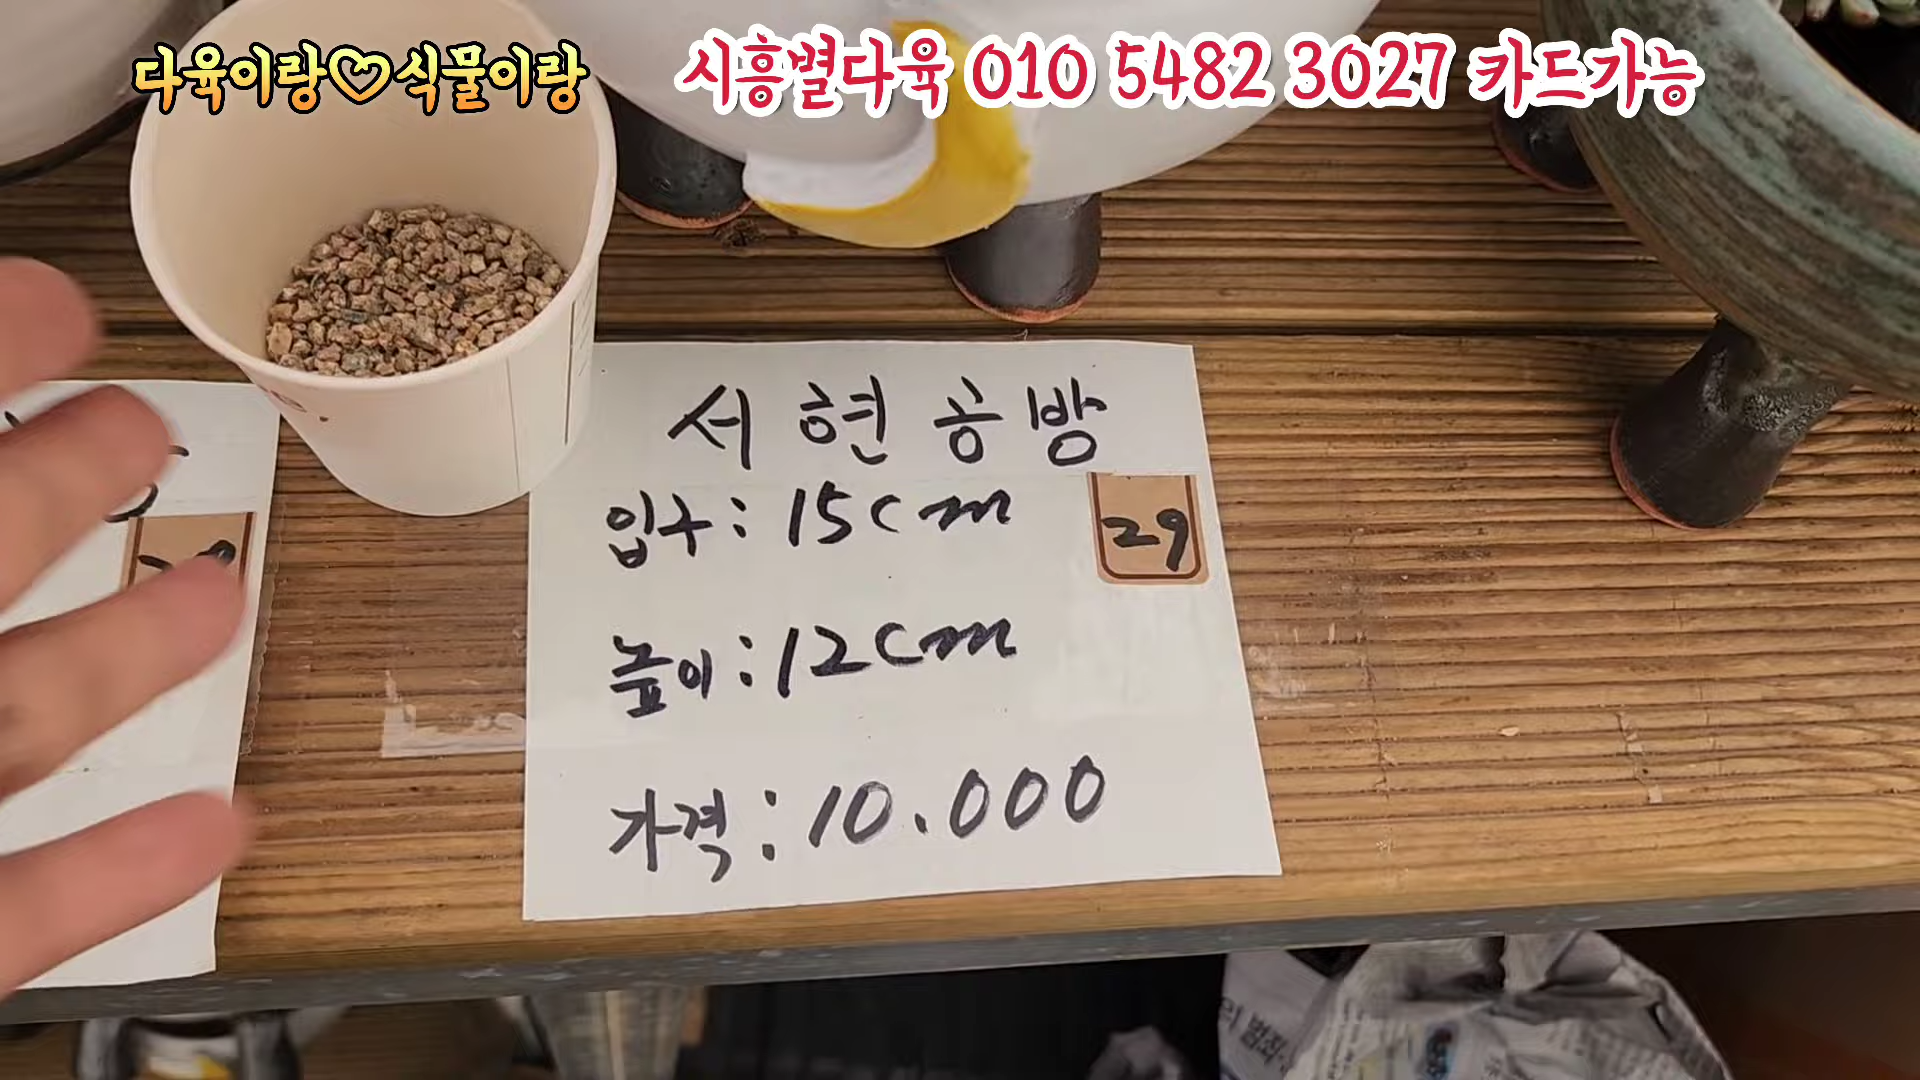 다육이랑♡식물이랑
시흥별다육 010 5482 3027 카드가능
서현공방
입구:15cm
29
높이:12cm
가격:10.000